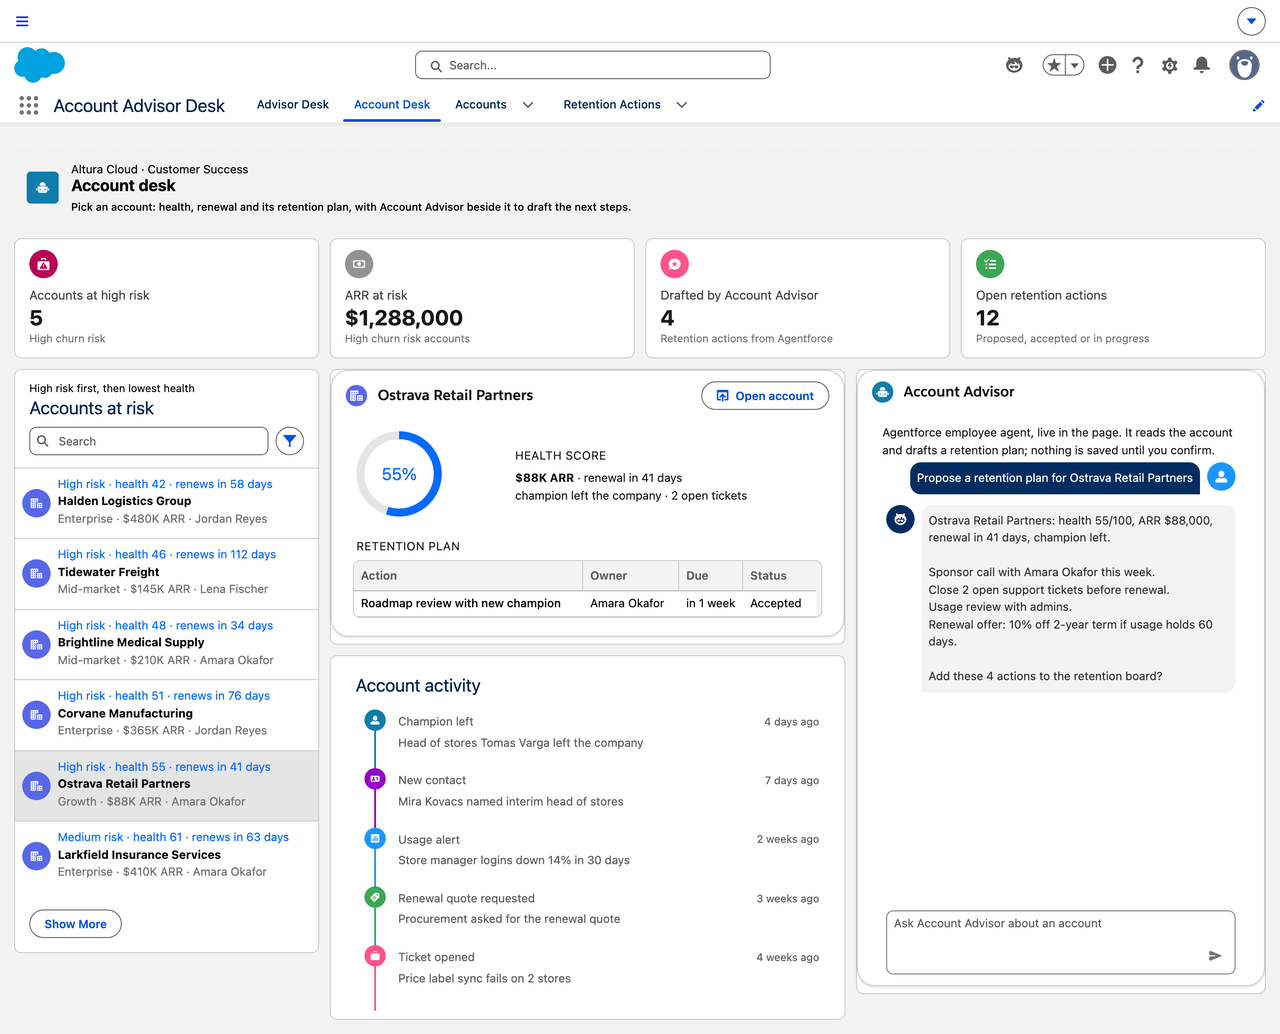 Search...
Account Advisor Desk
Advisor Desk
Account Desk
Accounts
Retention Actions
Altura Cloud · Customer Success
Account desk
Pick an account: health, renewal and its retention plan, with Account Advisor beside it to draft the next steps.
Accounts at high risk
5
High churn risk
ARR at risk
$1,288,000
High churn risk accounts
Drafted by Account Advisor
4
Retention actions from Agentforce
Open retention actions
12
Proposed, accepted or in progress
High risk first, then lowest health
Accounts at risk
Search
High risk · health 42 · renews in 58 days
Halden Logistics Group
Enterprise · $480K ARR · Jordan Reyes
High risk · health 46 · renews in 112 days
Tidewater Freight
Mid-market · $145K ARR · Lena Fischer
High risk · health 48 · renews in 34 days
Brightline Medical Supply
Mid-market · $210K ARR · Amara Okafor
High risk · health 51 · renews in 76 days
Corvane Manufacturing
Enterprise · $365K ARR · Jordan Reyes
High risk · health 55 · renews in 41 days
Ostrava Retail Partners
Growth · $88K ARR · Amara Okafor
Medium risk · health 61 · renews in 63 days
Larkfield Insurance Services
Enterprise · $410K ARR · Amara Okafor
Show More
Ostrava Retail Partners
Open account
55%
HEALTH SCORE
$88K ARR · renewal in 41 days
champion left the company · 2 open tickets
RETENTION PLAN
Action Owner Due Status
Roadmap review with new champion Amara Okafor in 1 week Accepted
Account activity
Champion left 4 days ago
Head of stores Tomas Varga left the company
New contact 7 days ago
Mira Kovacs named interim head of stores
Usage alert 2 weeks ago
Store manager logins down 14% in 30 days
Renewal quote requested 3 weeks ago
Procurement asked for the renewal quote
Ticket opened 4 weeks ago
Price label sync fails on 2 stores
Account Advisor
Agentforce employee agent, live in the page. It reads the account
and drafts a retention plan; nothing is saved until you confirm.
Propose a retention plan for Ostrava Retail Partners
Ostrava Retail Partners: health 55/100, ARR $88,000,
renewal in 41 days, champion left.
Sponsor call with Amara Okafor this week.
Close 2 open support tickets before renewal.
Usage review with admins.
Renewal offer: 10% off 2-year term if usage holds 60
days.
Add these 4 actions to the retention board?
Ask Account Advisor about an account